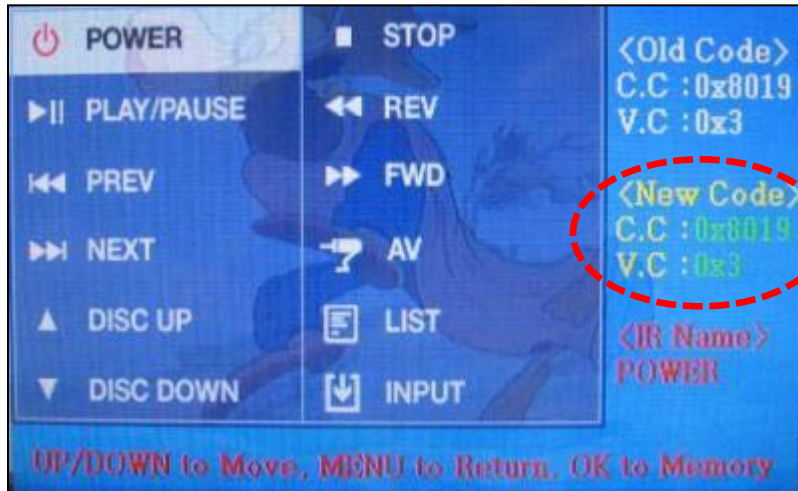 POWER
PLAY/PAUSE
PREV
NEXT
DISC UP
DISC DOWN
STOP
REV
FWD
AV
LIST
INPUT
<Old Code>
C.C :0x8019
V.C :0x3
<New Code>
C.C :0x8019
V.C :0x3
<IR Name>
POWER
UP/DOWN to Move, MENU to Return, OK to Memory